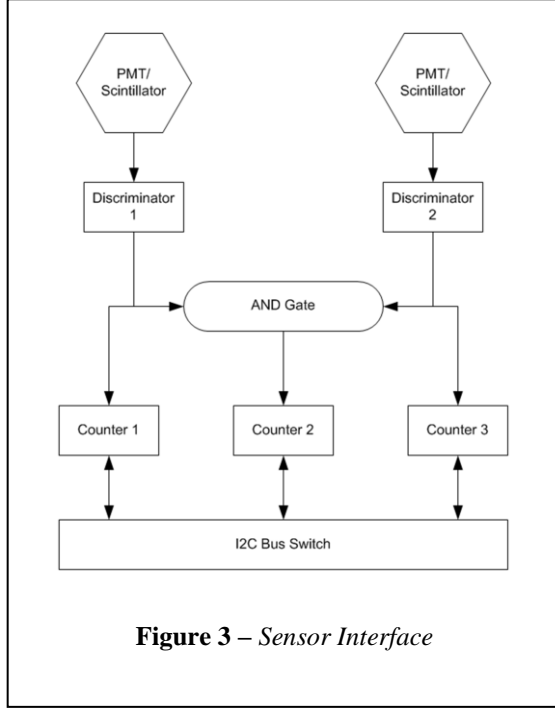 PMT/
Scintillator
PMT/
Scintillator
Discriminator
1
Discriminator
2
AND Gate
Counter 1
Counter 2
Counter 3
I2C Bus Switch
Figure 3 – Sensor Interface